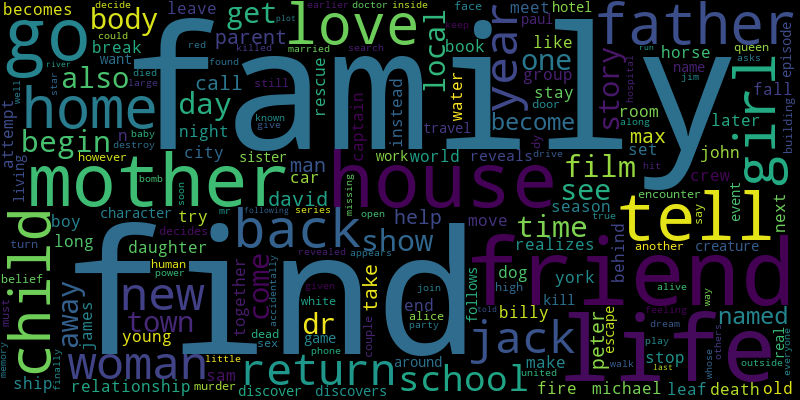 becomes
decide
could
break
want
body
leave
get
parent
earlier
doctor
inside
plot
red
killed
love
married
search
keep
local
face
meet
paul
hotel
book
group
year
like
one
father
horse
queen
name
asks
episode
go
family
river
well
star
also
call
found
died
large
still
day
rescue
instead
water
captain
travel
door
stay
become
story
room
run
along
jim
hospital
girl
fall
later
building
attempt
home
known
give
night
n
baby
begin
however
destroy
city
sister
work
world
reveals
dy
drive
max
set
john
hit
crew
next
living
mother
bomb
soon
man
car
david
missing
house
film
see
season
encounter
true
tell
say
event
child
boy
long
character
try
mr
following
series
open
back
help
move
time
realizes
behind
another
creature
turn
decides
daughter
revealed
appears
show
find
friend
belief
human
power
come
together
accidentally
given
take
end
join
follows
dog
york
high
kill
alive
way
feeling
must
away
james
new
town
young
white
dr
game
dead
sex
phone
couple
alice
party
told
billy
jack
peter
escape
dream
play
stop
named
real
outside
whose
others
everyone
life
memory
finally
ship
woman
relationship
little
sam
murder
return
discover
discovers
around
school
make
united
walk
last
fire
michael
leaf
death
old